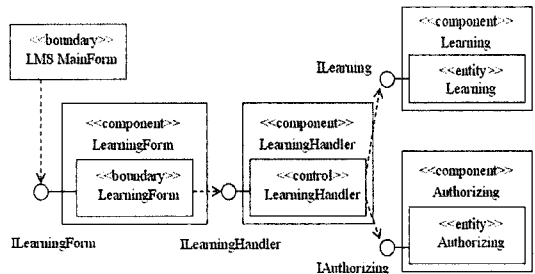 <<boundary>>
LMS MainForm
<<component>>
LearningForm
<<boundary>>
LearningForm
ILearningForm
<<component>>
LearningHandler
<<control>>
LearningHandler
ILearningHandler
ILearning
<<component>>
Learning
<<entity>>
Learning
<<component>>
Authorizing
<<entity>>
Authorizing
IAuthorizing